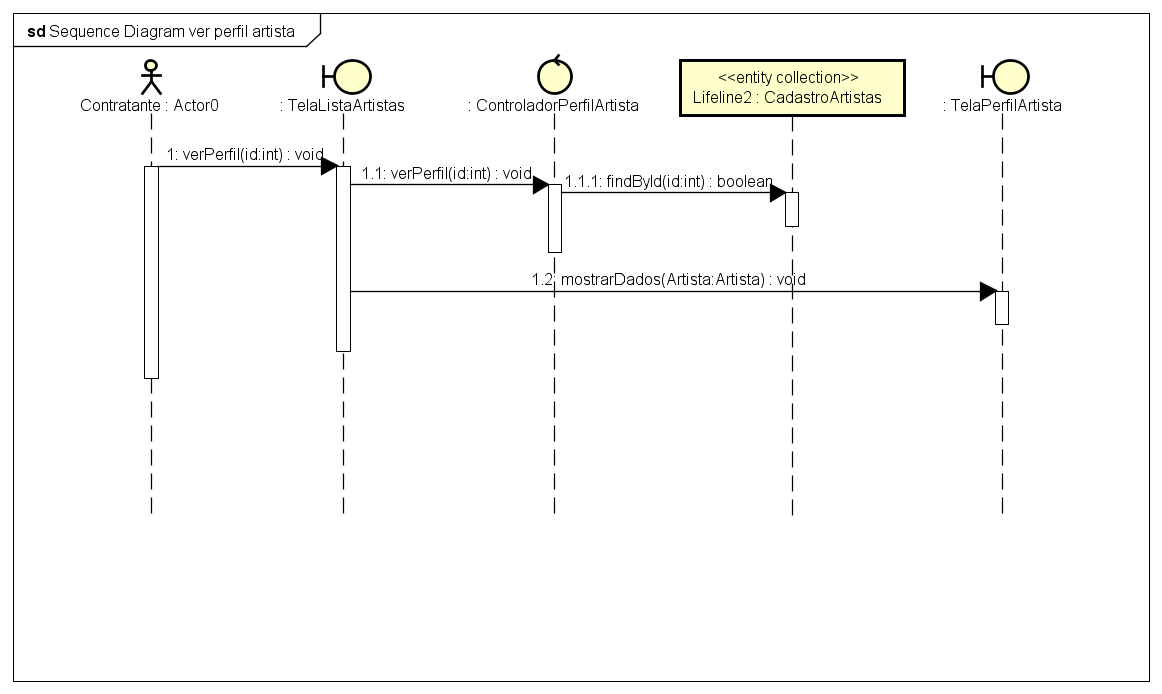 sd Sequence Diagram ver perfil artista
Contratante : Actor0
: TelaListaArtistas
: ControladorPerfilArtista
<<entity collection>>
Lifeline2 : CadastroArtistas
: TelaPerfilArtista
1: verPerfil(id:int) : void
1.1: verPerfil(id:int) : void
1.1.1: findById(id:int) : boolean
1.2: mostrarDados(Artista:Artista) : void